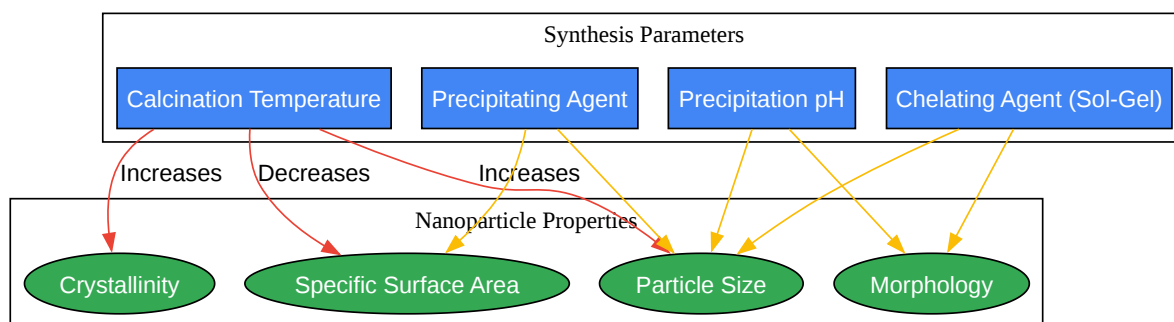 Synthesis Parameters
Calcination Temperature
Precipitating Agent
Precipitation pH
Chelating Agent (Sol-Gel)
Increases
Decreases
Increases
Nanoparticle Properties
Crystallinity
Specific Surface Area
Particle Size
Morphology